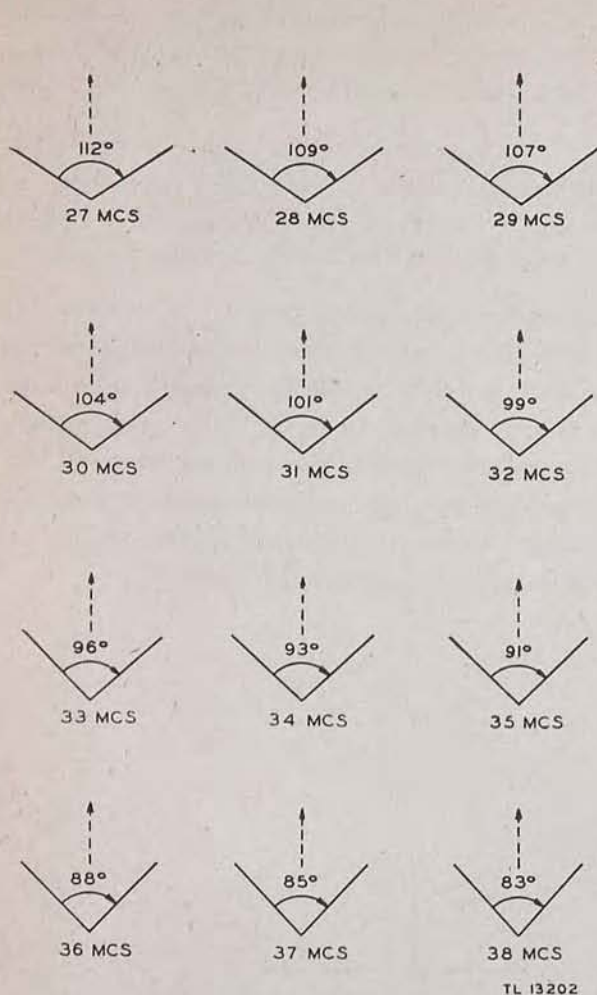 112° 109° 107°
27 MCS 28 MCS 29 MCS
104° 101° 99°
30 MCS 31 MCS 32 MCS
96° 93° 91°
33 MCS 34 MCS 35 MCS
88° 85° 83°
36 MCS 37 MCS 38 MCS
TL 13202